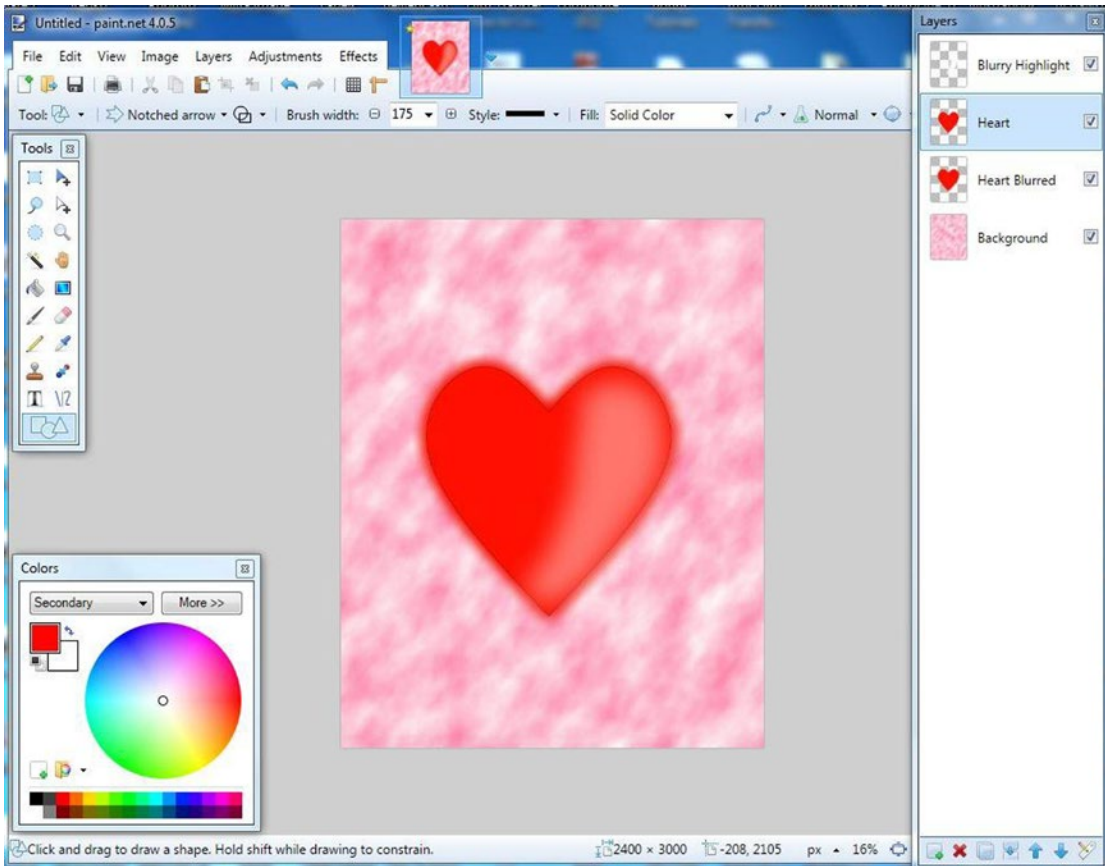 Untitled - paint.net 4.0.5
File Edit View Image Layers Adjustments Effects
Tool: Notched arrow Brush width: 175 Style: Fill: Solid Color Normal
Tools
Colors
Secondary More >>
Click and drag to draw a shape. Hold shift while drawing to constrain.
2400 × 3000 -208, 2105 px 16%
Layers
Blurry Highlight
Heart
Heart Blurred
Background